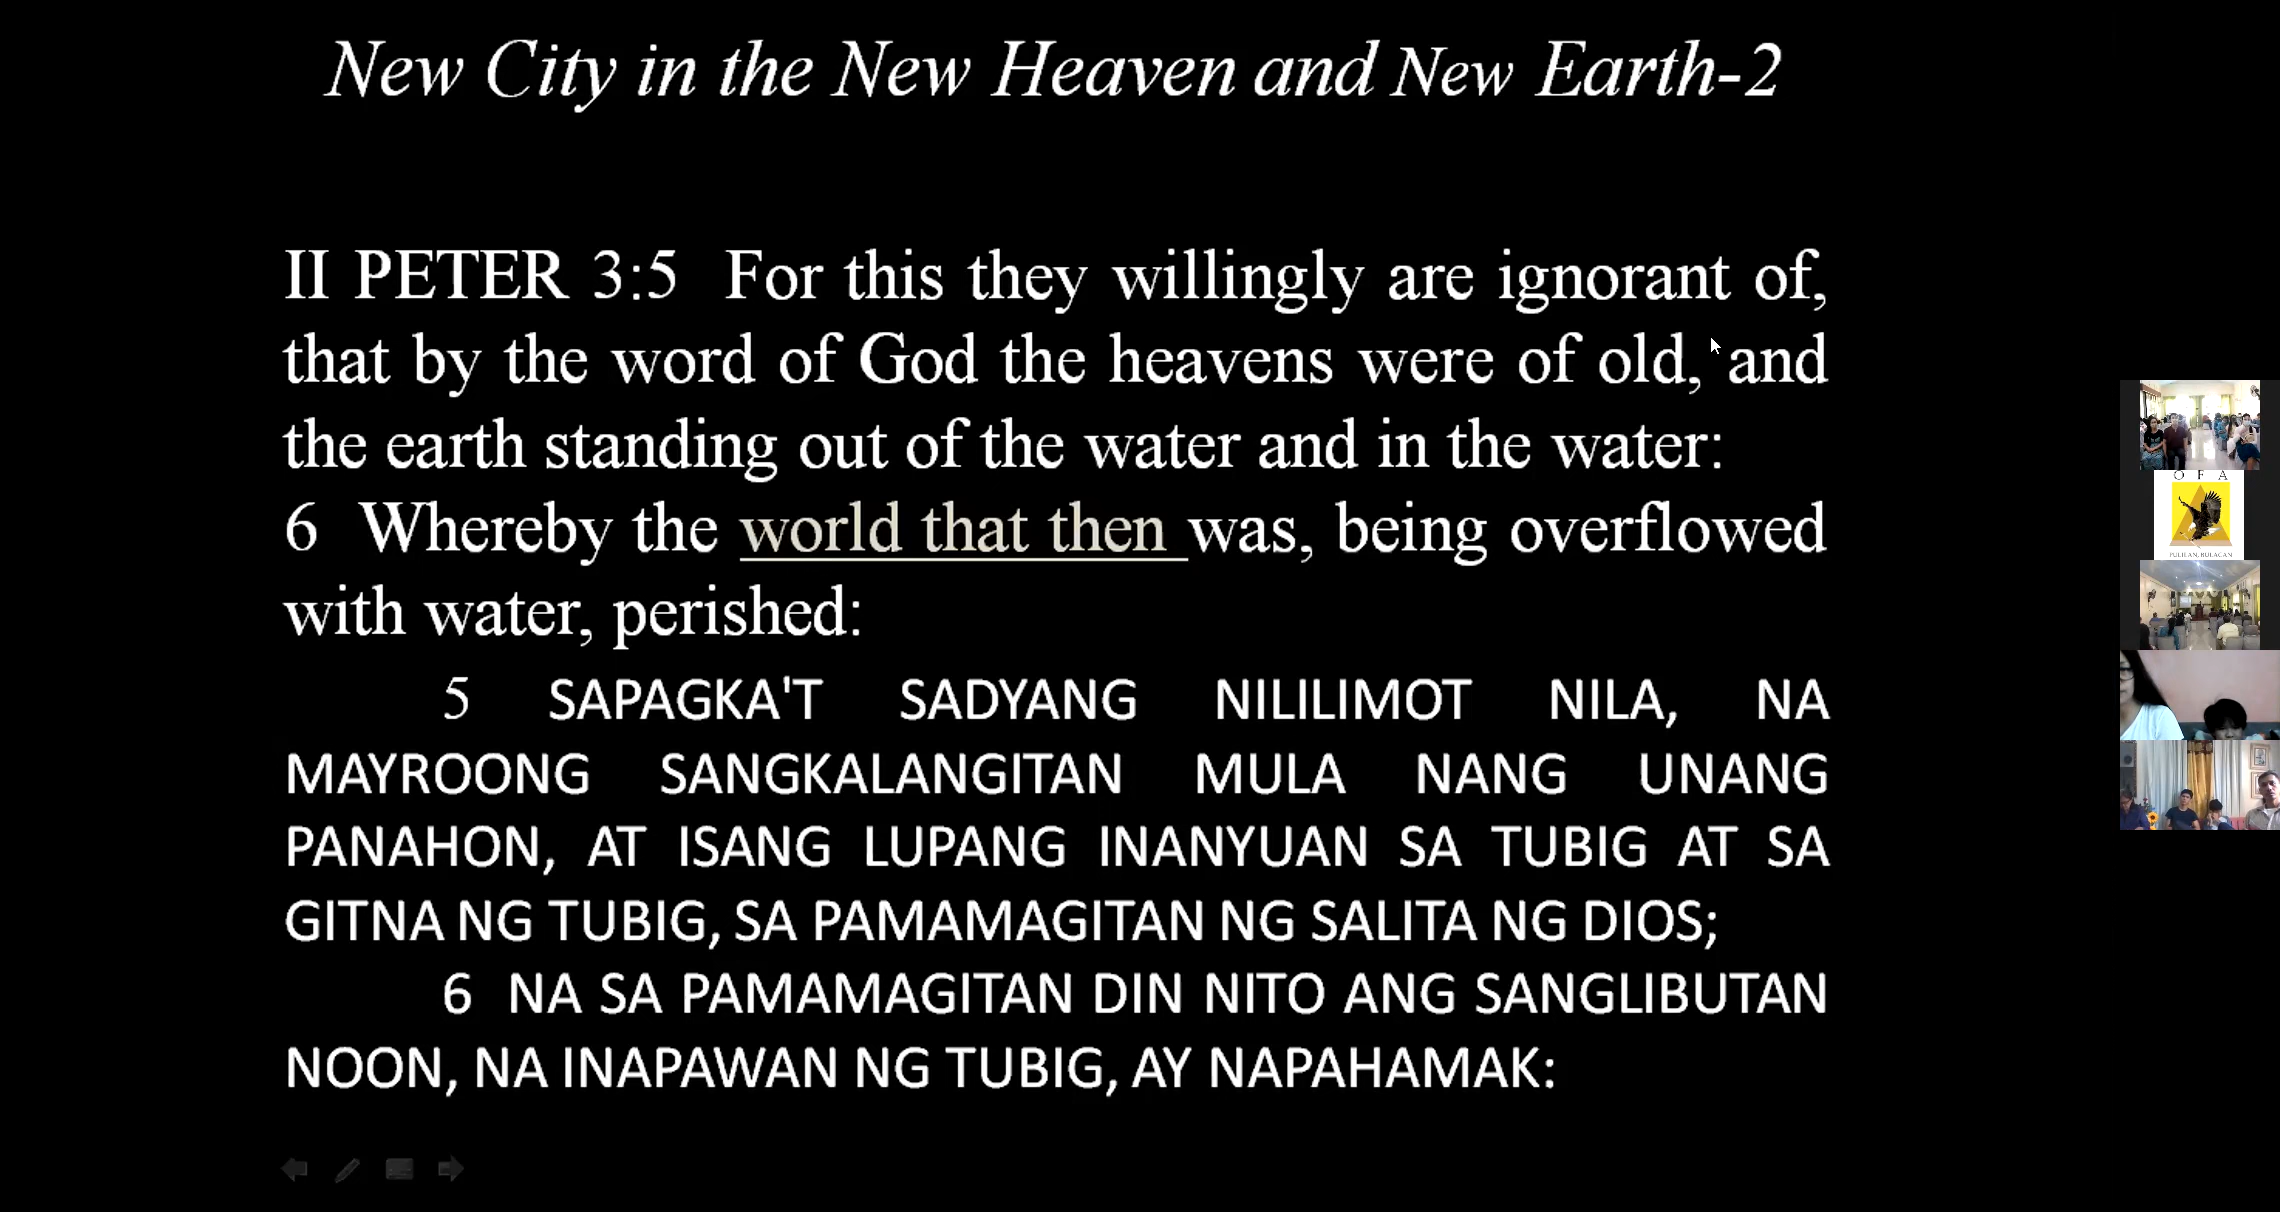 New City in the New Heaven and New Earth-2
II PETER 3:5 For this they willingly are ignorant of,
that by the word of God the heavens were of old, and
the earth standing out of the water and in the water:
6 Whereby the world that then was, being overflowed
with water, perished:
5 SAPAGKA'T SADYANG NILILIMOT NILA, NA
MAYROONG SANGKALANGITAN MULA NANG UNANG
PANAHON, AT ISANG LUPANG INANYUAN SA TUBIG AT SA
GITNA NG TUBIG, SA PAMAMAGITAN NG SALITA NG DIOS;
6 NA SA PAMAMAGITAN DIN NITO ANG SANGLIBUTAN
NOON, NA INAPAWAN NG TUBIG, AY NAPAHAMAK:
O F A
PULILAN, BULACAN